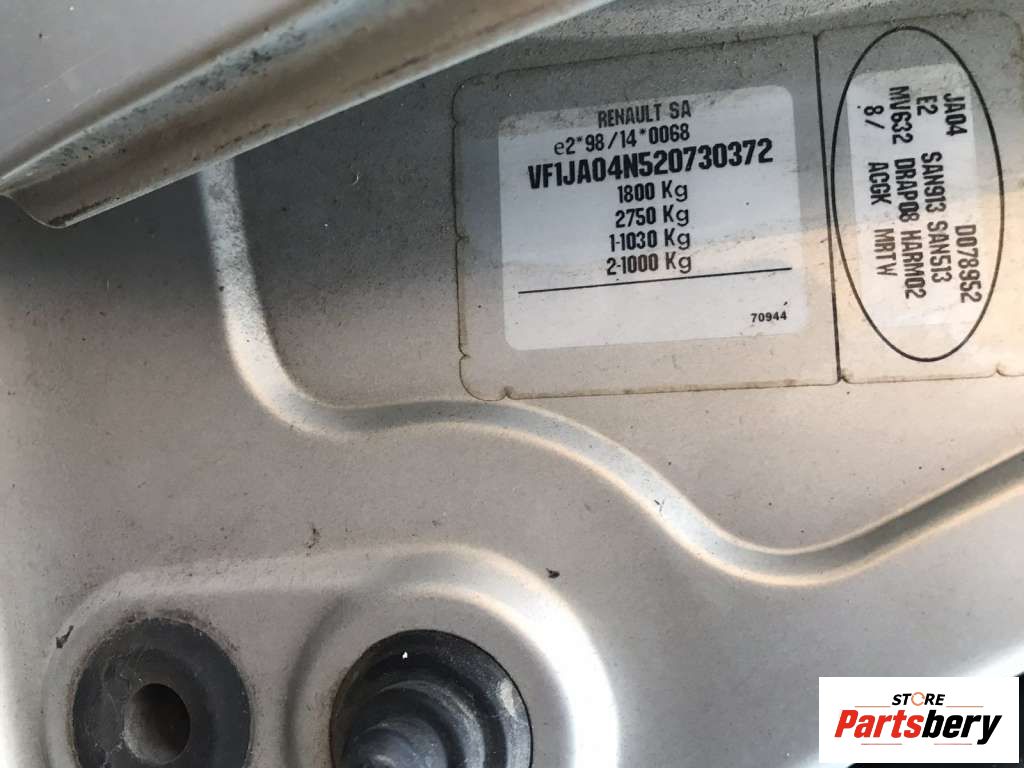 RENAULT SA
e2*98/14*0068
VF1JA04N520730372
1800 Kg
2750 Kg
1-1030 Kg
2-1000 Kg
70944
D078952
JA04 SAN913 SAN513
E2 DRAP08 HARM02
MV632 ACGK MRTW
8/
STORE
Partsbery